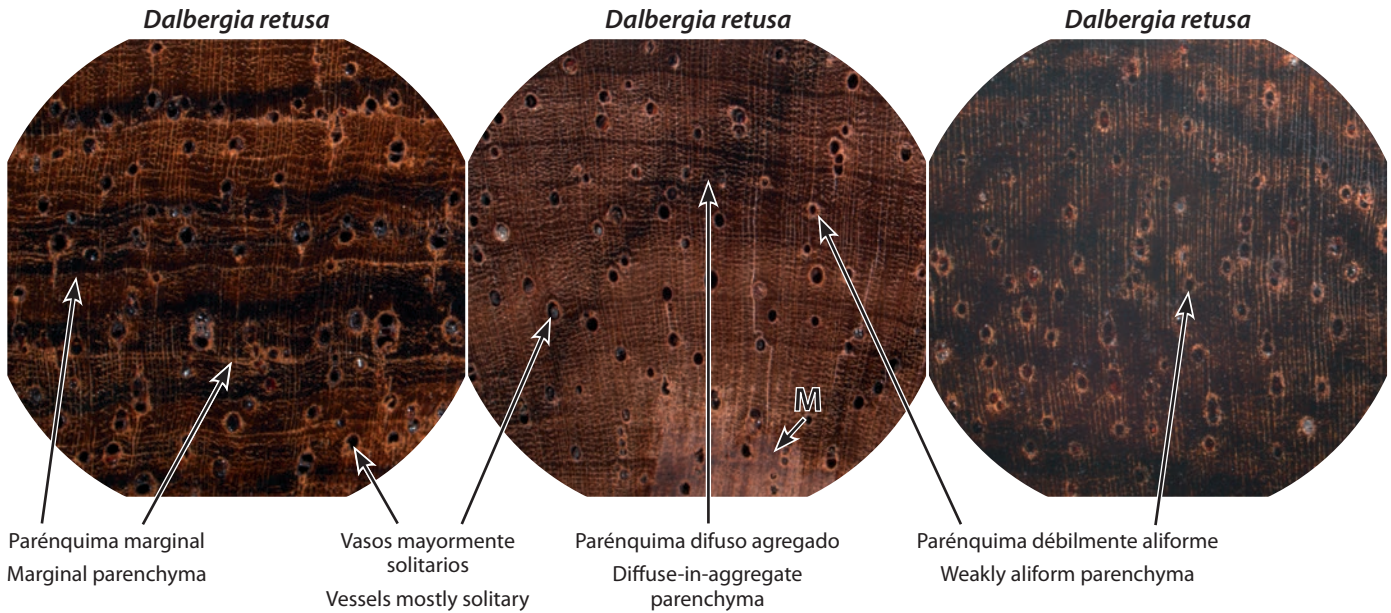 Dalbergia retusa
Dalbergia retusa
Dalbergia retusa
M
Parénquima marginal
Marginal parenchyma
Vasos mayormente
solitarios
Vessels mostly solitary
Parénquima difuso agregado
Diffuse-in-aggregate
parenchyma
Parénquima débilmente aliforme
Weakly aliform parenchyma